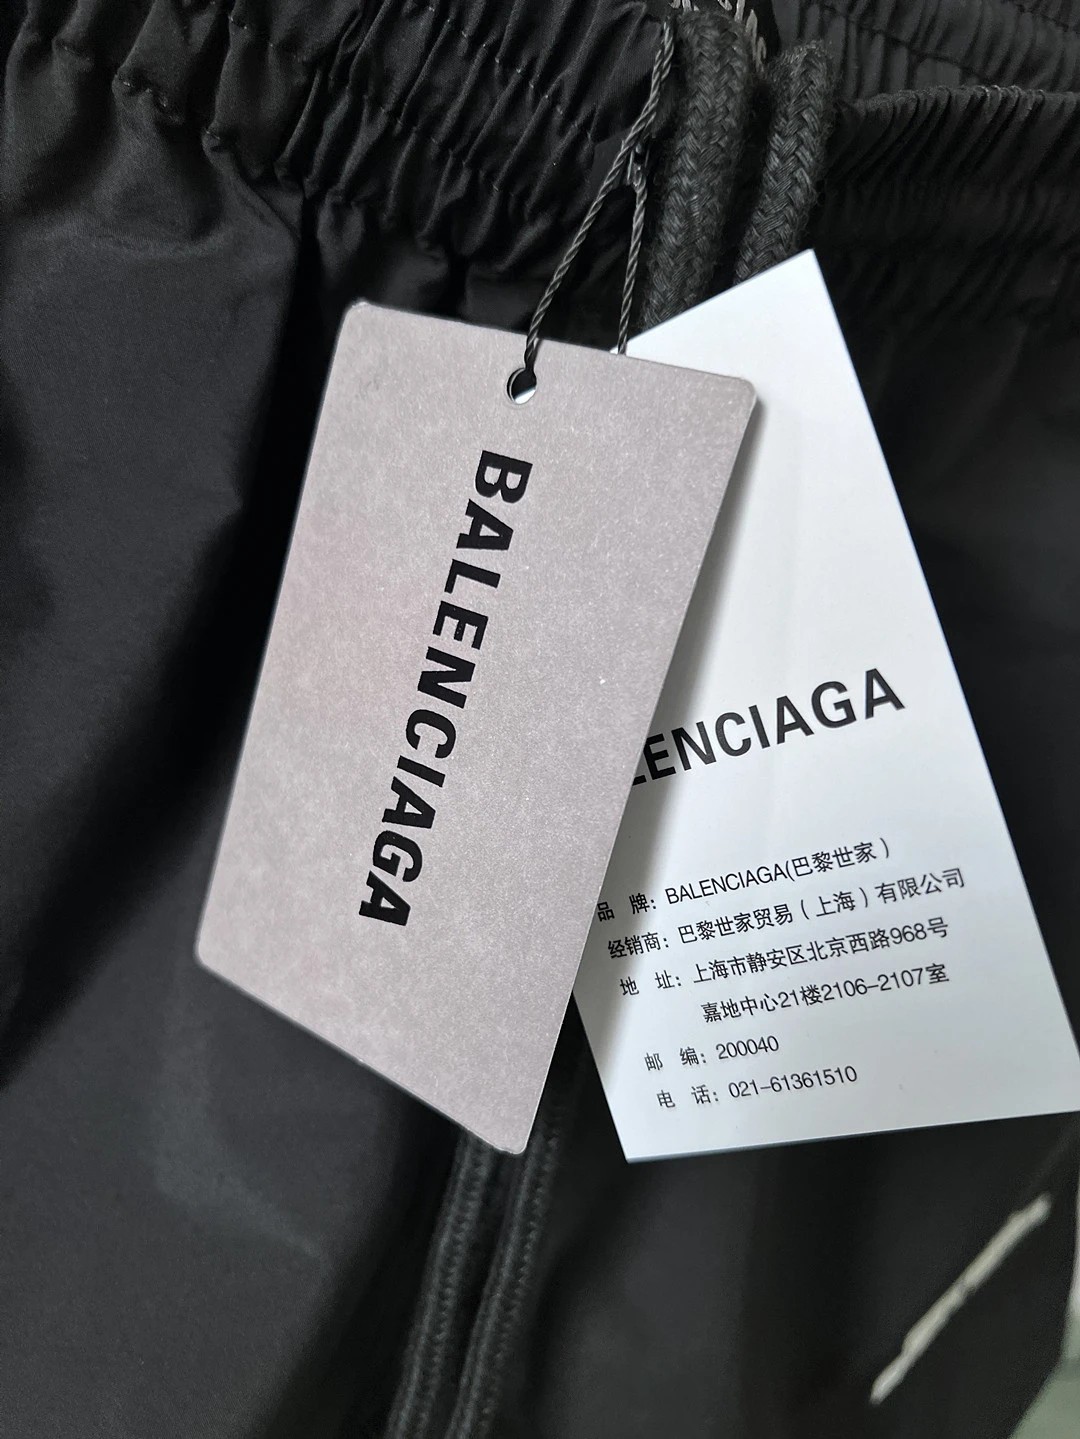 BALENCIAGA
LENCIAGA
品 牌：BALENCIAGA(巴黎世家）
经销商：巴黎世家贸易（上海）有限公司
地 址：上海市静安区北京西路968号
嘉地中心21楼2106-2107室
邮 编：200040
电 话：021-61361510